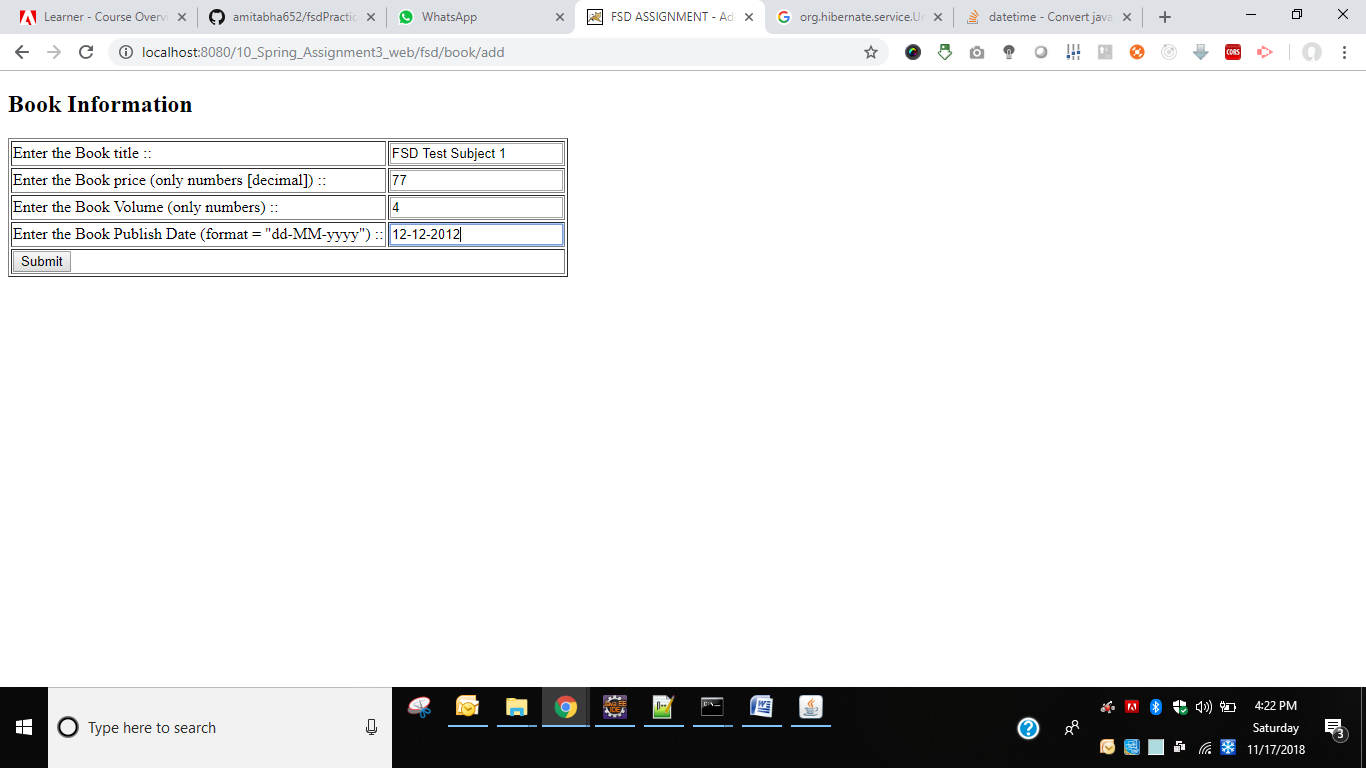 Learner - Course Overv
amitabha652/fsdPractic
WhatsApp
FSD ASSIGNMENT - Ad
org.hibernate.service.Un
datetime - Convert java
localhost:8080/10_Spring_Assignment3_web/fsd/book/add
CORS
Book Information
Enter the Book title :: FSD Test Subject 1
Enter the Book price (only numbers [decimal]) :: 77
Enter the Book Volume (only numbers) :: 4
Enter the Book Publish Date (format = "dd-MM-yyyy") :: 12-12-2012
Submit
Type here to search
4:22 PM
Saturday
11/17/2018
3